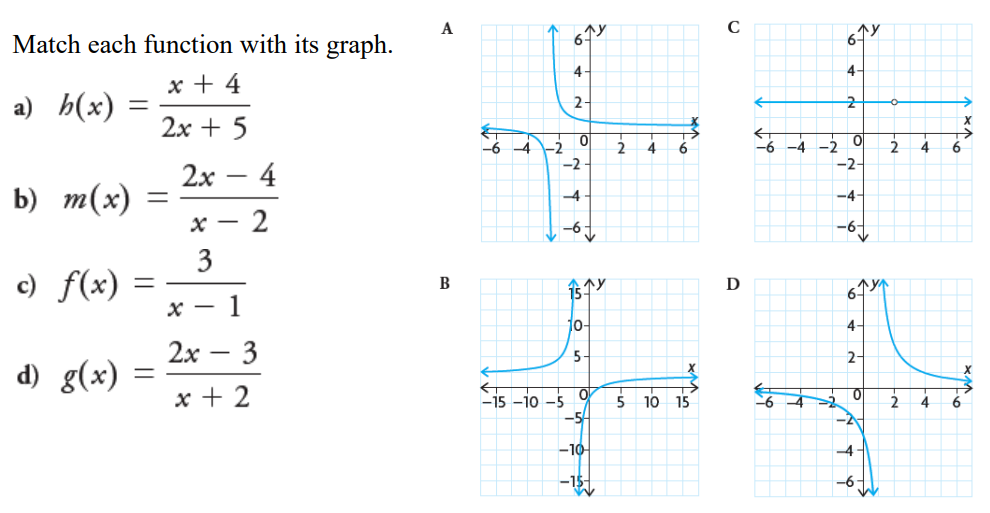 Match each function with its graph.
a) h(x) = (x + 4)/(2x + 5)
b) m(x) = (2x − 4)/(x − 2)
c) f(x) = 3/(x − 1)
d) g(x) = (2x − 3)/(x + 2)
A
y
6
4
2
x
−6 −4 −2 0 2 4 6
−2
−4
−6
B
y
15
10
5
x
−15 −10 −5 0 5 10 15
−5
−10
−15
C
y
6
4
2
x
−6 −4 −2 0 2 4 6
−2
−4
−6
D
y
6
4
2
x
−6 −4 −2 0 2 4 6
−2
−4
−6